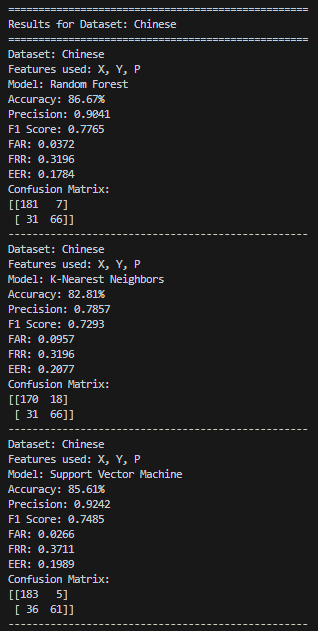 ==================================================
Results for Dataset: Chinese
==================================================
Dataset: Chinese
Features used: X, Y, P
Model: Random Forest
Accuracy: 86.67%
Precision: 0.9041
F1 Score: 0.7765
FAR: 0.0372
FRR: 0.3196
EER: 0.1784
Confusion Matrix:
[[181   7]
 [ 31  66]]
--------------------------------------------------
Dataset: Chinese
Features used: X, Y, P
Model: K-Nearest Neighbors
Accuracy: 82.81%
Precision: 0.7857
F1 Score: 0.7293
FAR: 0.0957
FRR: 0.3196
EER: 0.2077
Confusion Matrix:
[[170  18]
 [ 31  66]]
--------------------------------------------------
Dataset: Chinese
Features used: X, Y, P
Model: Support Vector Machine
Accuracy: 85.61%
Precision: 0.9242
F1 Score: 0.7485
FAR: 0.0266
FRR: 0.3711
EER: 0.1989
Confusion Matrix:
[[183   5]
 [ 36  61]]
--------------------------------------------------